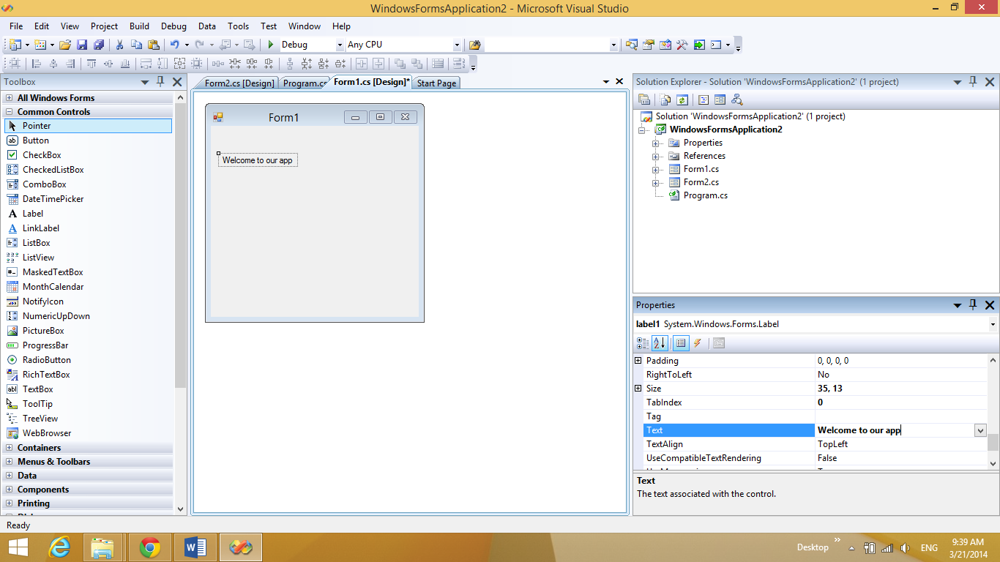 WindowsFormsApplication2 - Microsoft Visual Studio
File Edit View Project Build Debug Data Tools Test Window Help
Debug Any CPU
Toolbox
All Windows Forms
Common Controls
Pointer
Button
CheckBox
CheckedListBox
ComboBox
DateTimePicker
Label
LinkLabel
ListBox
ListView
MaskedTextBox
MonthCalendar
NotifyIcon
NumericUpDown
PictureBox
ProgressBar
RadioButton
RichTextBox
TextBox
ToolTip
TreeView
WebBrowser
Containers
Menus & Toolbars
Data
Components
Printing
Form2.cs [Design] Program.cs Form1.cs [Design]* Start Page
Form1
Welcome to our app
Solution Explorer - Solution 'WindowsFormsApplication2' (1 project)
Solution 'WindowsFormsApplication2' (1 project)
WindowsFormsApplication2
Properties
References
Form1.cs
Form2.cs
Program.cs
Properties
label1 System.Windows.Forms.Label
Padding 0, 0, 0, 0
RightToLeft No
Size 35, 13
TabIndex 0
Tag
Text Welcome to our app
TextAlign TopLeft
UseCompatibleTextRendering False
Text
The text associated with the control.
Ready
Desktop ENG 9:39 AM
3/21/2014